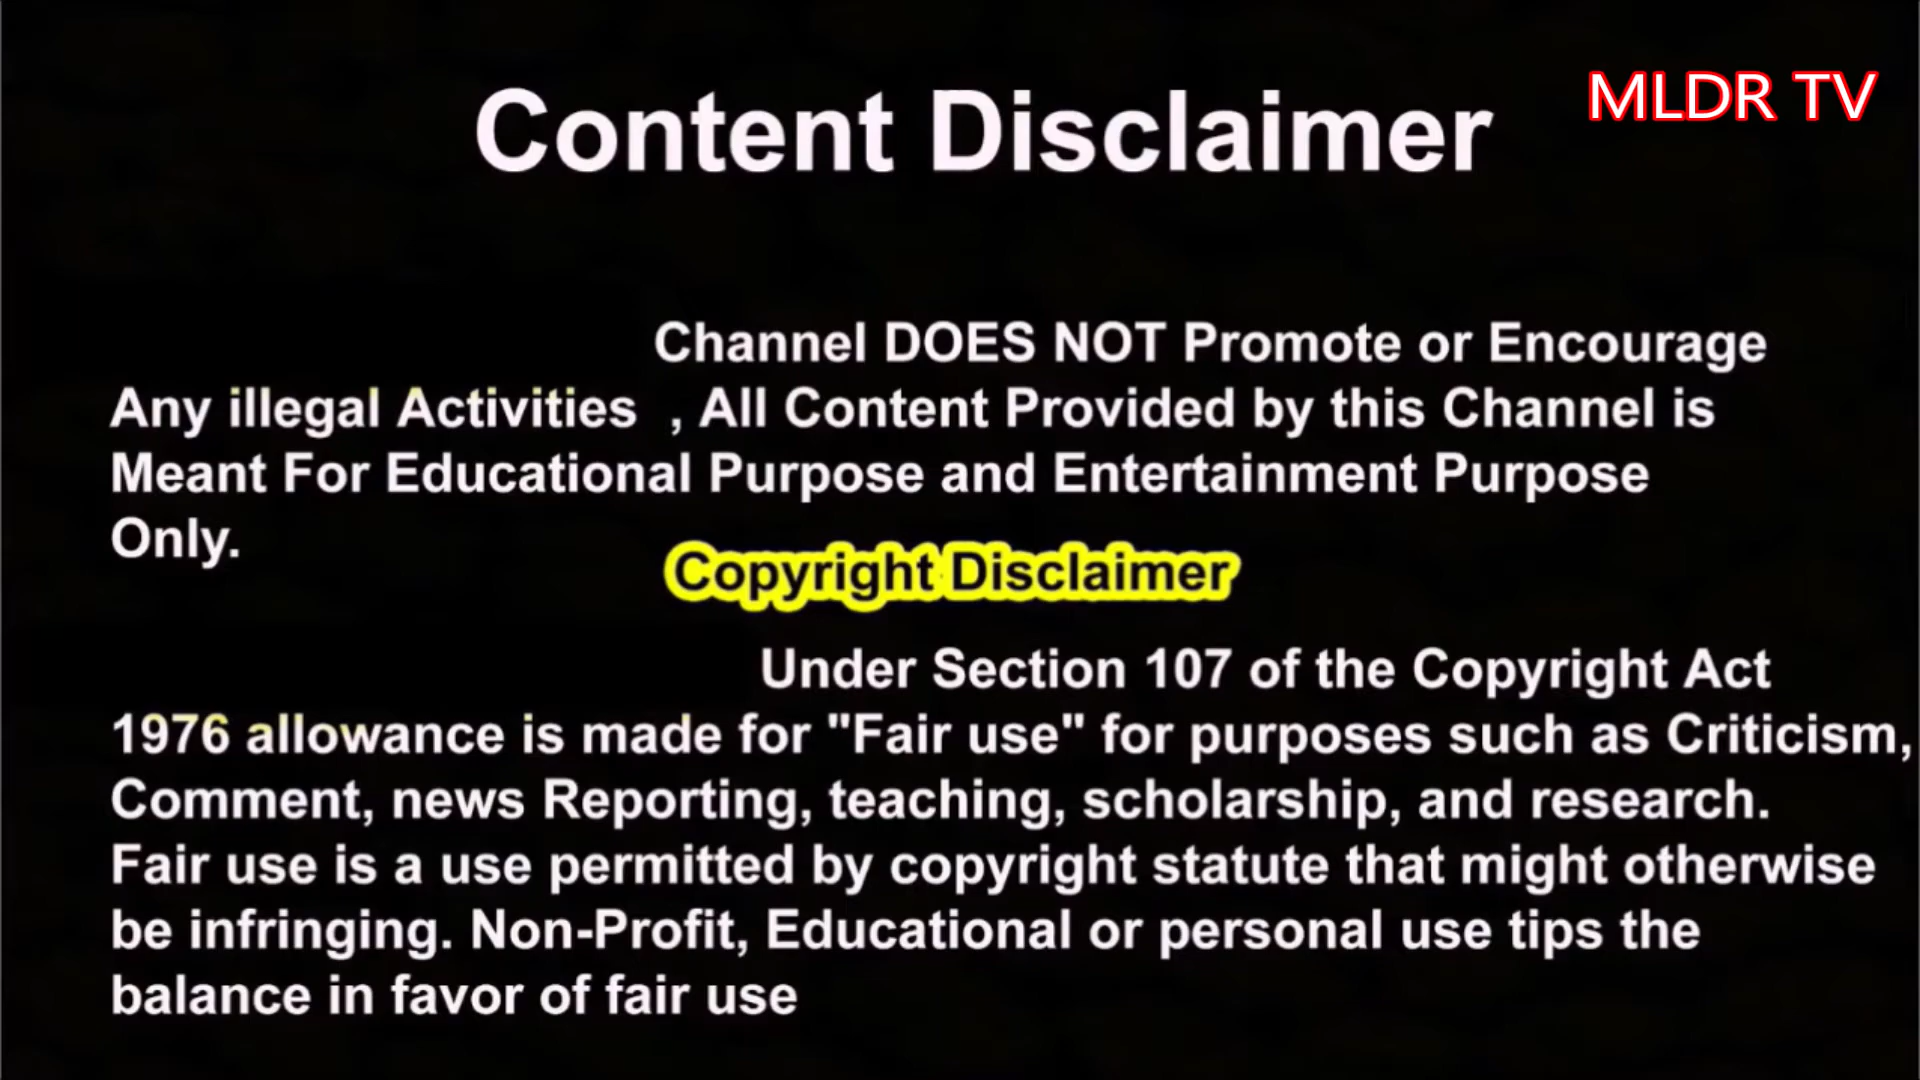 MLDR TV
Content Disclaimer
Channel DOES NOT Promote or Encourage
Any illegal Activities , All Content Provided by this Channel is
Meant For Educational Purpose and Entertainment Purpose
Only.
Copyright Disclaimer
Under Section 107 of the Copyright Act
1976 allowance is made for "Fair use" for purposes such as Criticism,
Comment, news Reporting, teaching, scholarship, and research.
Fair use is a use permitted by copyright statute that might otherwise
be infringing. Non-Profit, Educational or personal use tips the
balance in favor of fair use